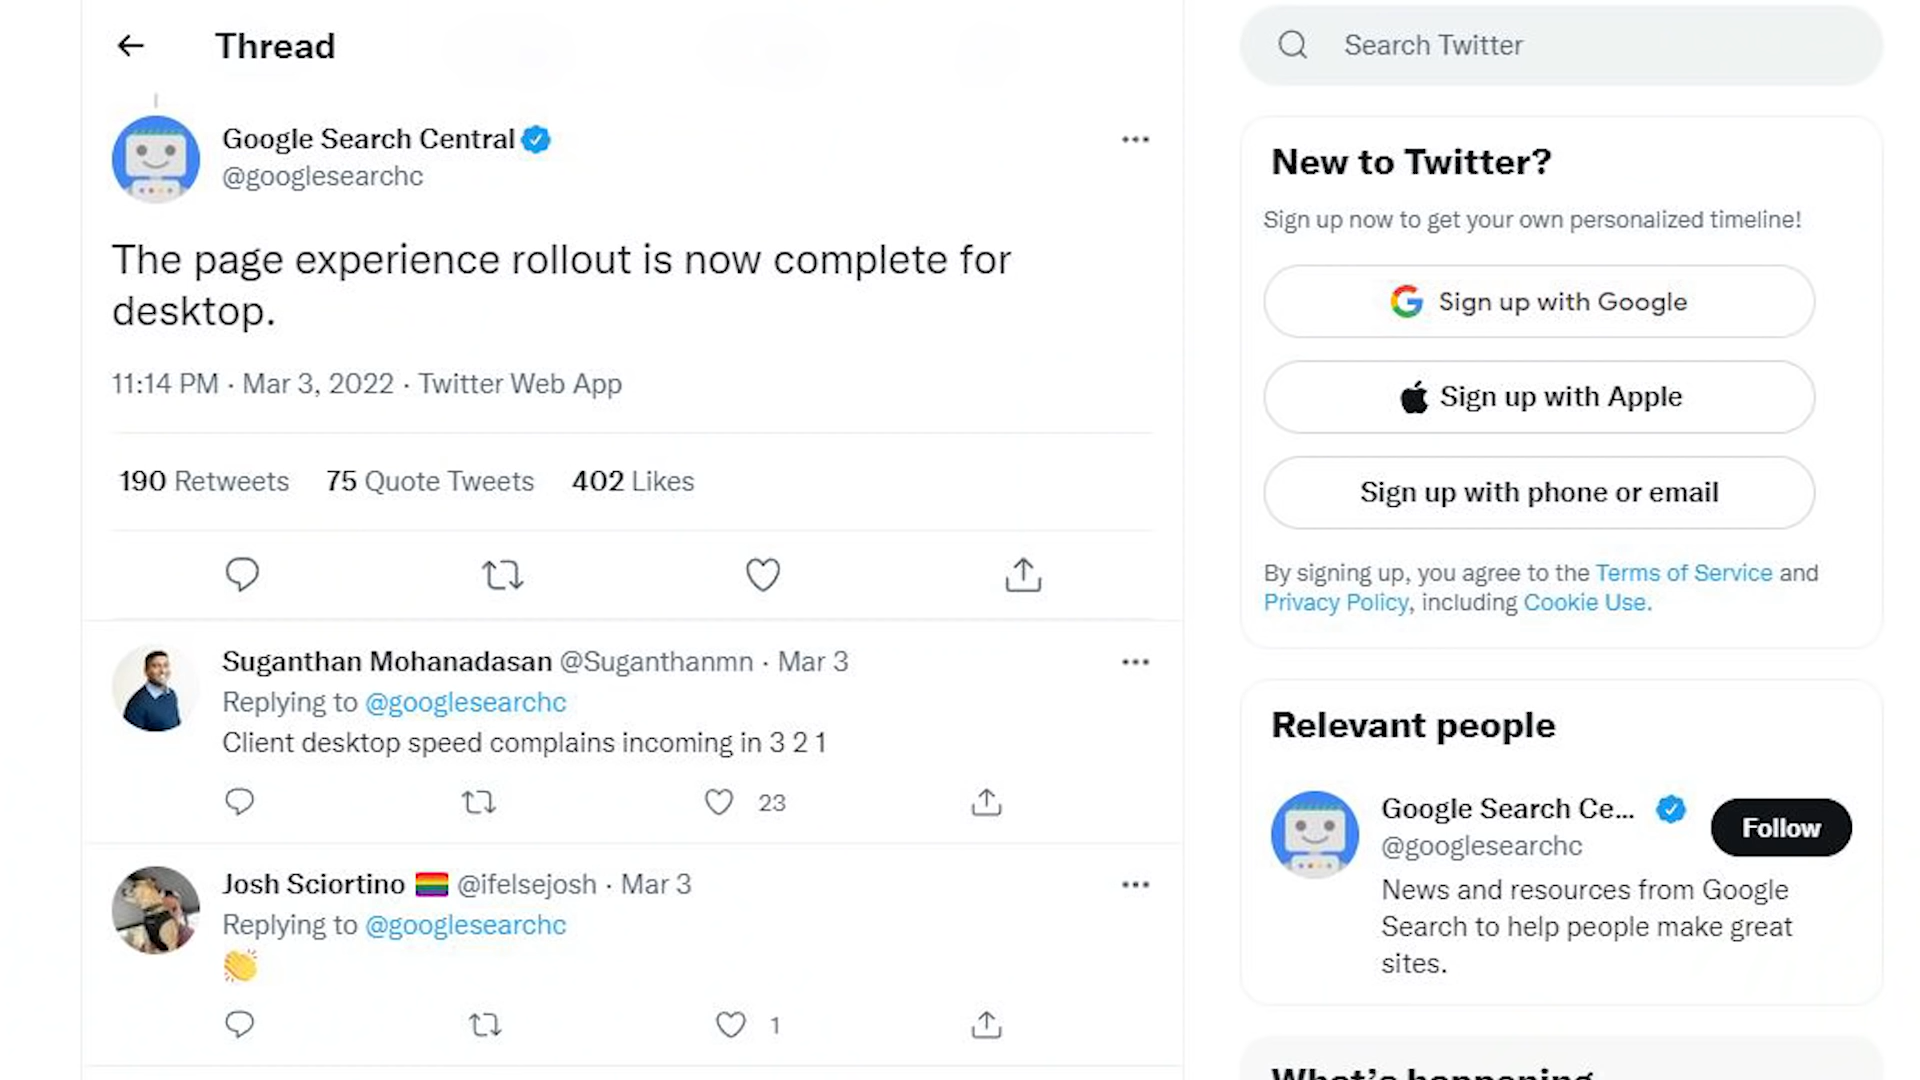 Thread
Google Search Central
@googlesearchc
The page experience rollout is now complete for
desktop.
11:14 PM · Mar 3, 2022 · Twitter Web App
190 Retweets 75 Quote Tweets 402 Likes
Suganthan Mohanadasan @Suganthanmn · Mar 3
Replying to @googlesearchc
Client desktop speed complains incoming in 3 2 1
23
Josh Sciortino 🏳️‍🌈 @ifelsejosh · Mar 3
Replying to @googlesearchc
👏
1
Search Twitter
New to Twitter?
Sign up now to get your own personalized timeline!
Sign up with Google
Sign up with Apple
Sign up with phone or email
By signing up, you agree to the Terms of Service and
Privacy Policy, including Cookie Use.
Relevant people
Google Search Ce...
@googlesearchc
Follow
News and resources from Google
Search to help people make great
sites.
What's happening